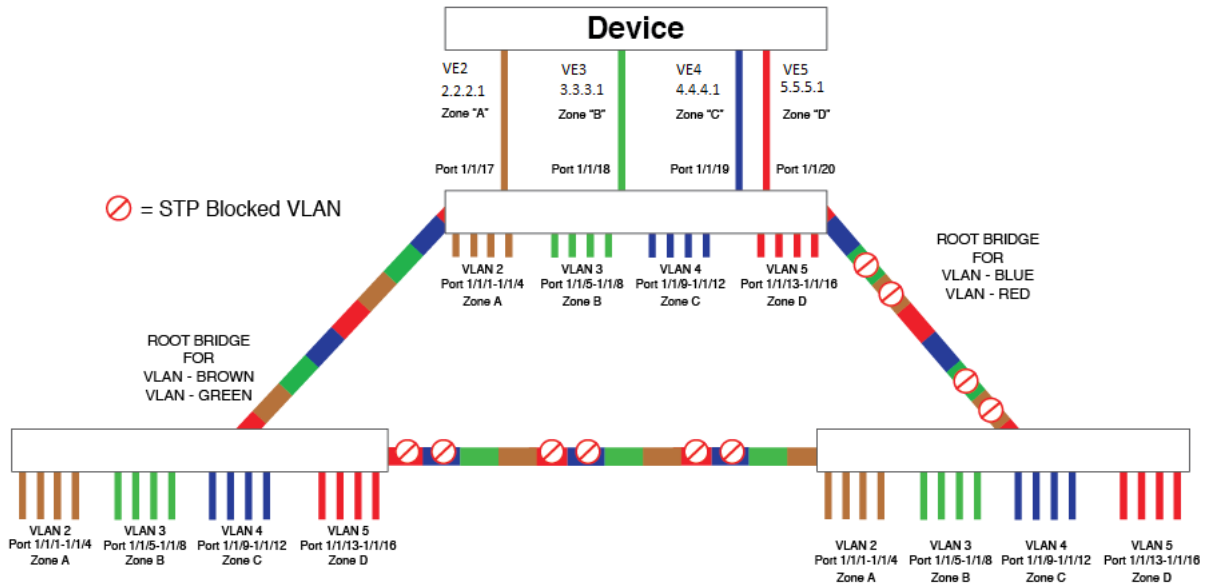 Device
VE2
2.2.2.1
Zone "A"
VE3
3.3.3.1
Zone "B"
VE4
4.4.4.1
Zone "C"
VE5
5.5.5.1
Zone "D"
Port 1/1/17
Port 1/1/18
Port 1/1/19
Port 1/1/20
= STP Blocked VLAN
VLAN 2
Port 1/1/1-1/1/4
Zone A
VLAN 3
Port 1/1/5-1/1/8
Zone B
VLAN 4
Port 1/1/9-1/1/12
Zone C
VLAN 5
Port 1/1/13-1/1/16
Zone D
ROOT BRIDGE
FOR
VLAN - BLUE
VLAN - RED
ROOT BRIDGE
FOR
VLAN - BROWN
VLAN - GREEN
VLAN 2
Port 1/1/1-1/1/4
Zone A
VLAN 3
Port 1/1/5-1/1/8
Zone B
VLAN 4
Port 1/1/9-1/1/12
Zone C
VLAN 5
Port 1/1/13-1/1/16
Zone D
VLAN 2
Port 1/1/1-1/1/4
Zone A
VLAN 3
Port 1/1/5-1/1/8
Zone B
VLAN 4
Port 1/1/9-1/1/12
Zone C
VLAN 5
Port 1/1/13-1/1/16
Zone D